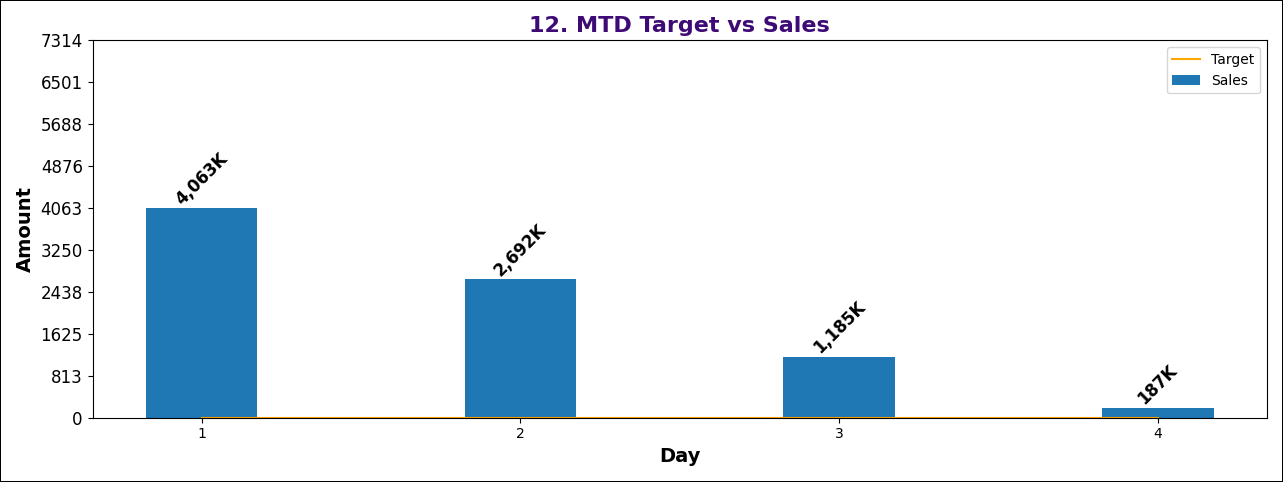 12. MTD Target vs Sales
7314
6501
5688
4876
4063
3250
2438
1625
813
0
Amount
Target
Sales
4,063K
2,692K
1,185K
187K
1
2
3
4
Day